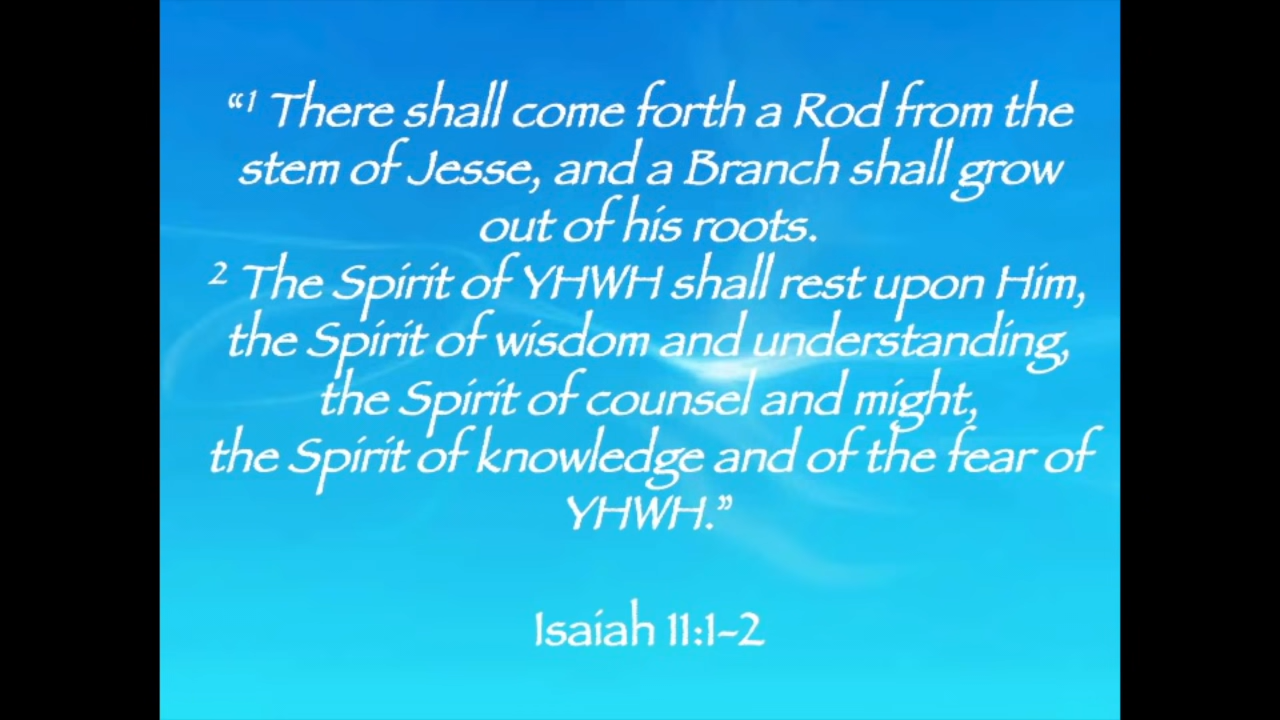 “¹ There shall come forth a Rod from the
stem of Jesse, and a Branch shall grow
out of his roots.
² The Spirit of YHWH shall rest upon Him,
the Spirit of wisdom and understanding,
the Spirit of counsel and might,
the Spirit of knowledge and of the fear of
YHWH.”
Isaiah 11:1-2